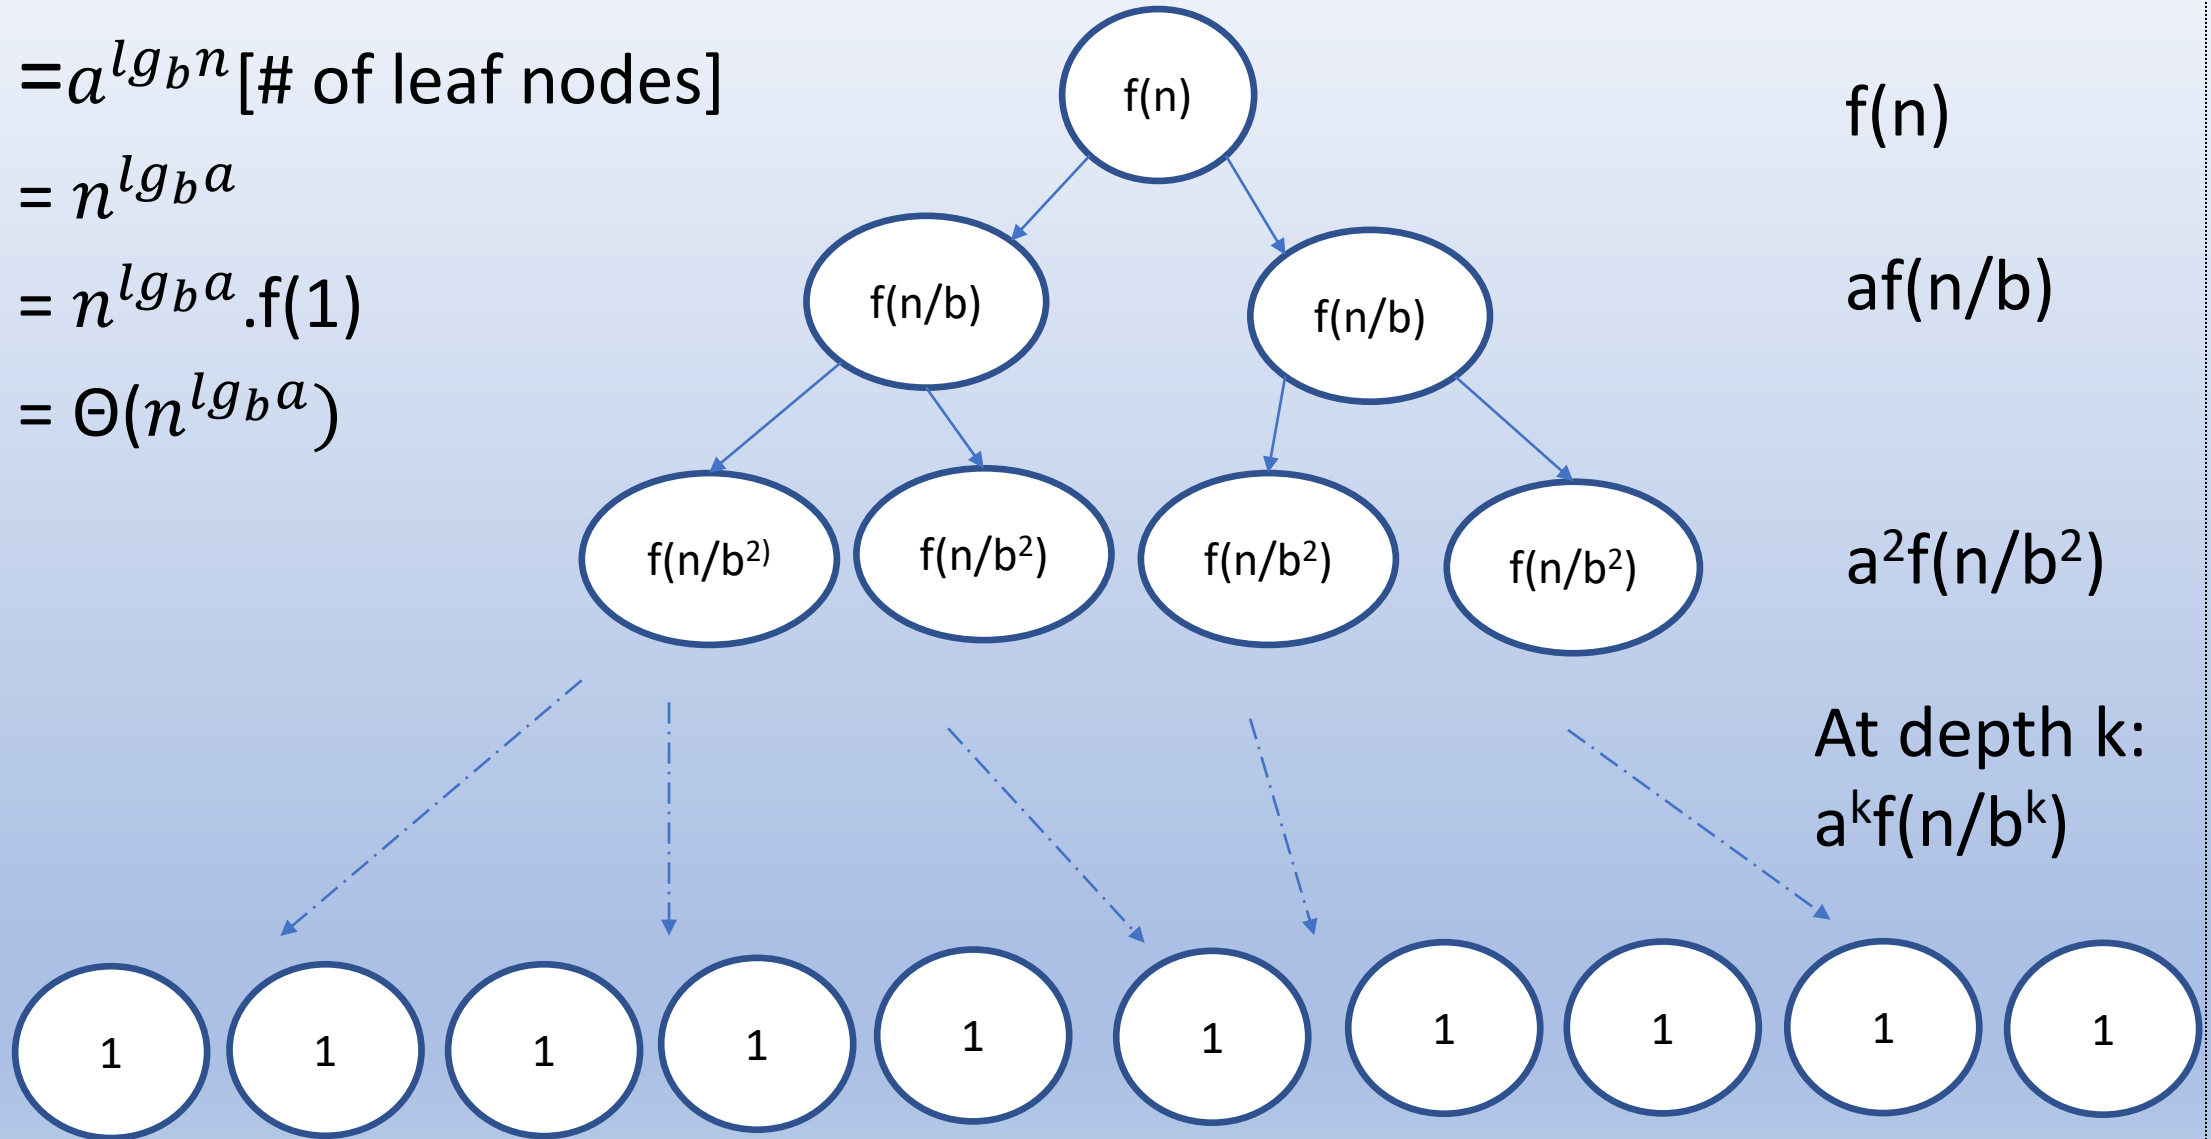 =a^{lg_b n}[# of leaf nodes]
= n^{lg_b a}
= n^{lg_b a}.f(1)
= Θ(n^{lg_b a})
f(n)
f(n)
f(n/b)
f(n/b)
af(n/b)
f(n/b²⁾
f(n/b²)
f(n/b²)
f(n/b²)
a²f(n/b²)
At depth k:
aᵏf(n/bᵏ)
1
1
1
1
1
1
1
1
1
1